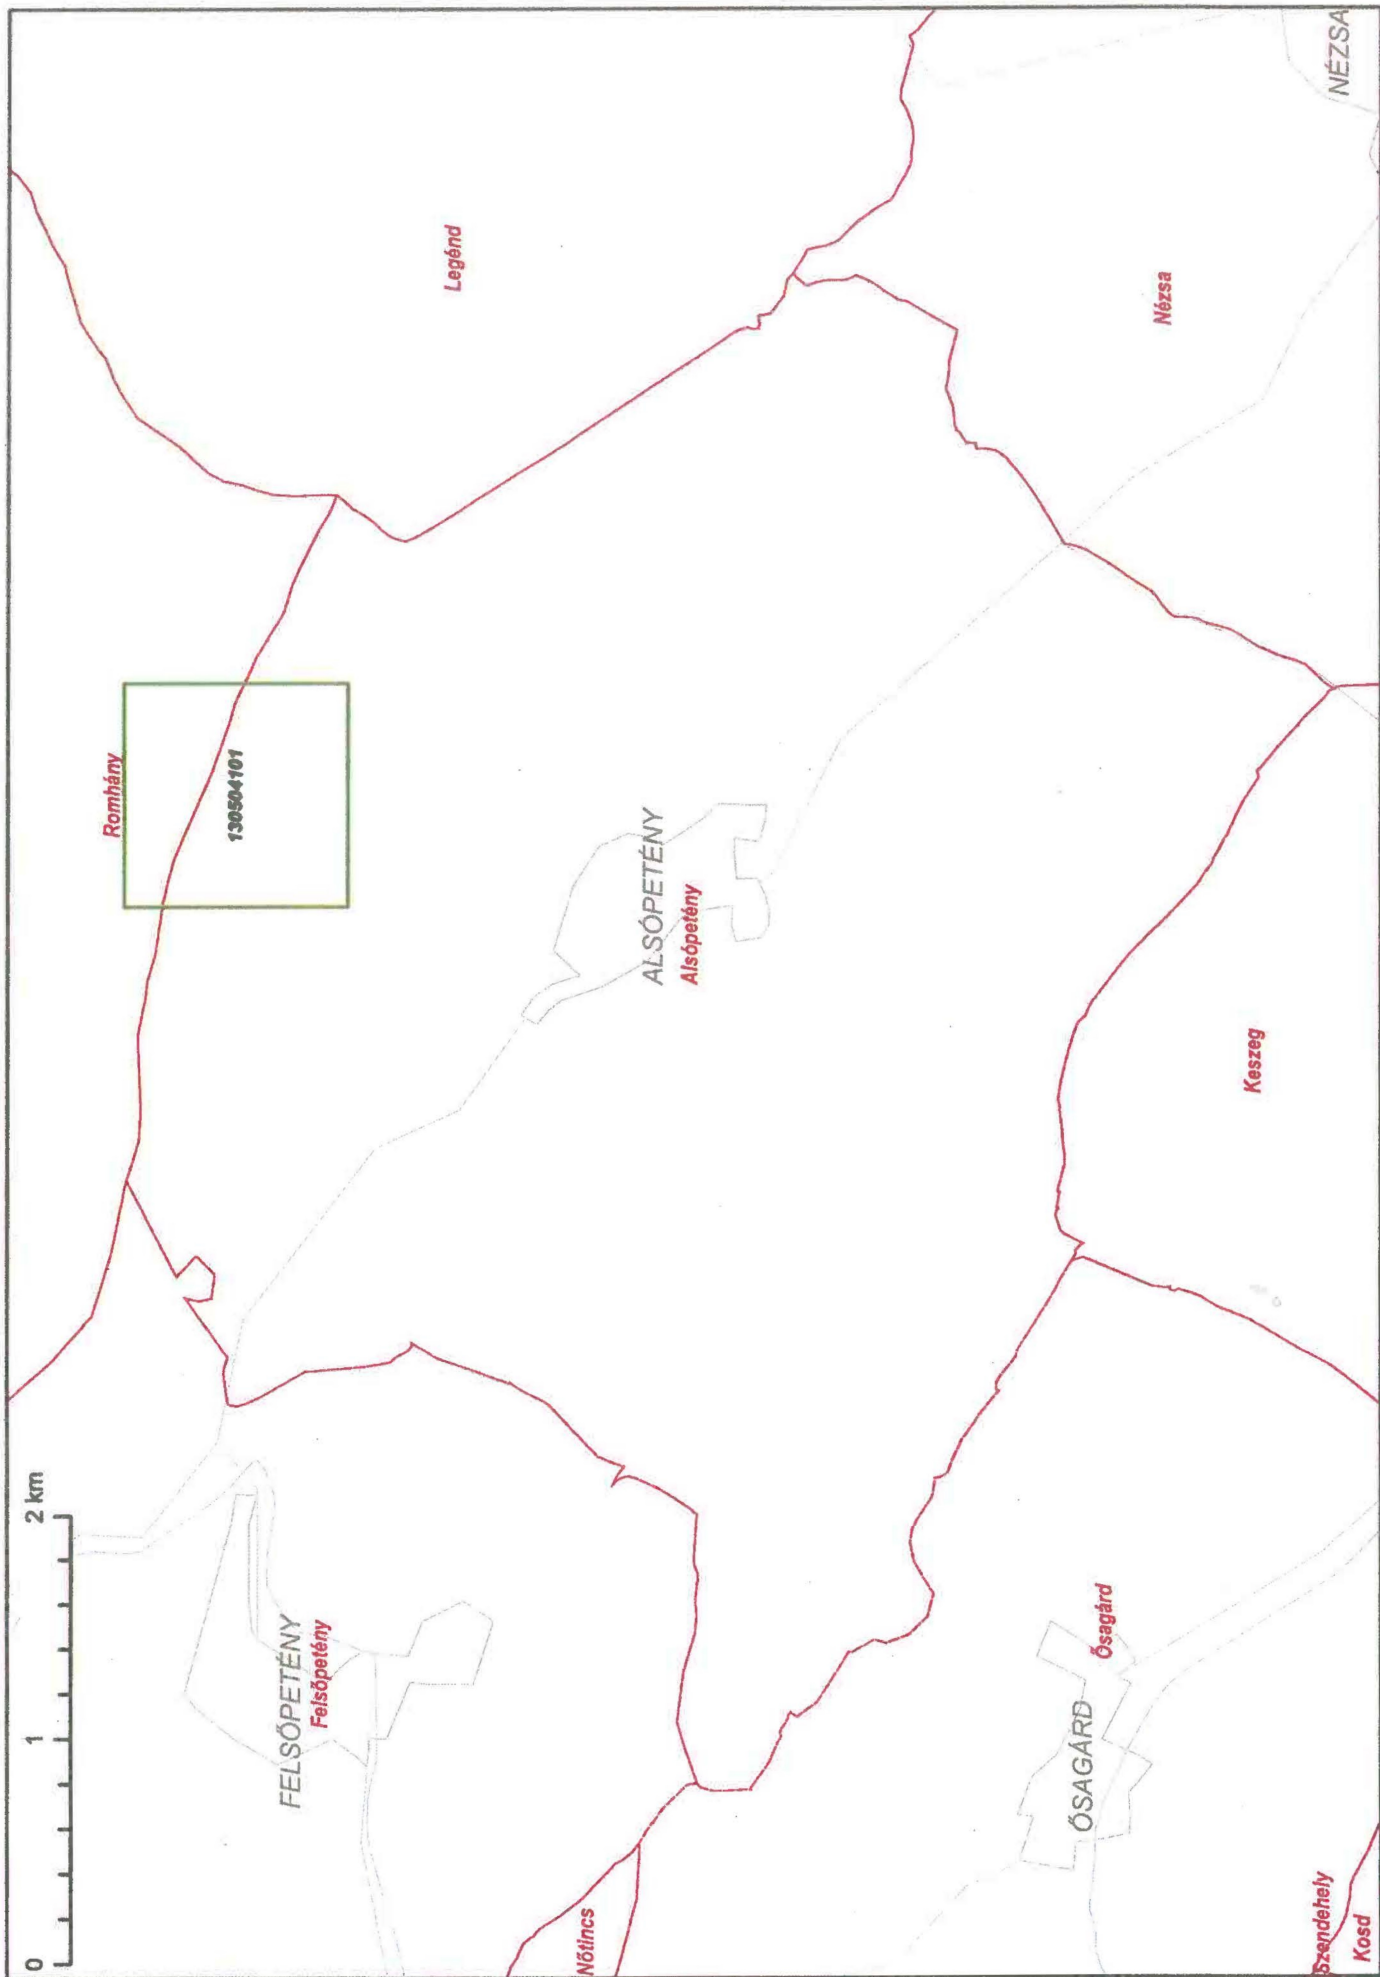 0 1 2 km
Romhány
130504101
Legénd
NÉZSA
Nézsa
ALSÓPETÉNY
Alsópetény
FELSŐPETÉNY
Felsőpetény
Keszeg
Nőtincs
ŐSAGÁRD
Ősagárd
Szendehely
Kosd